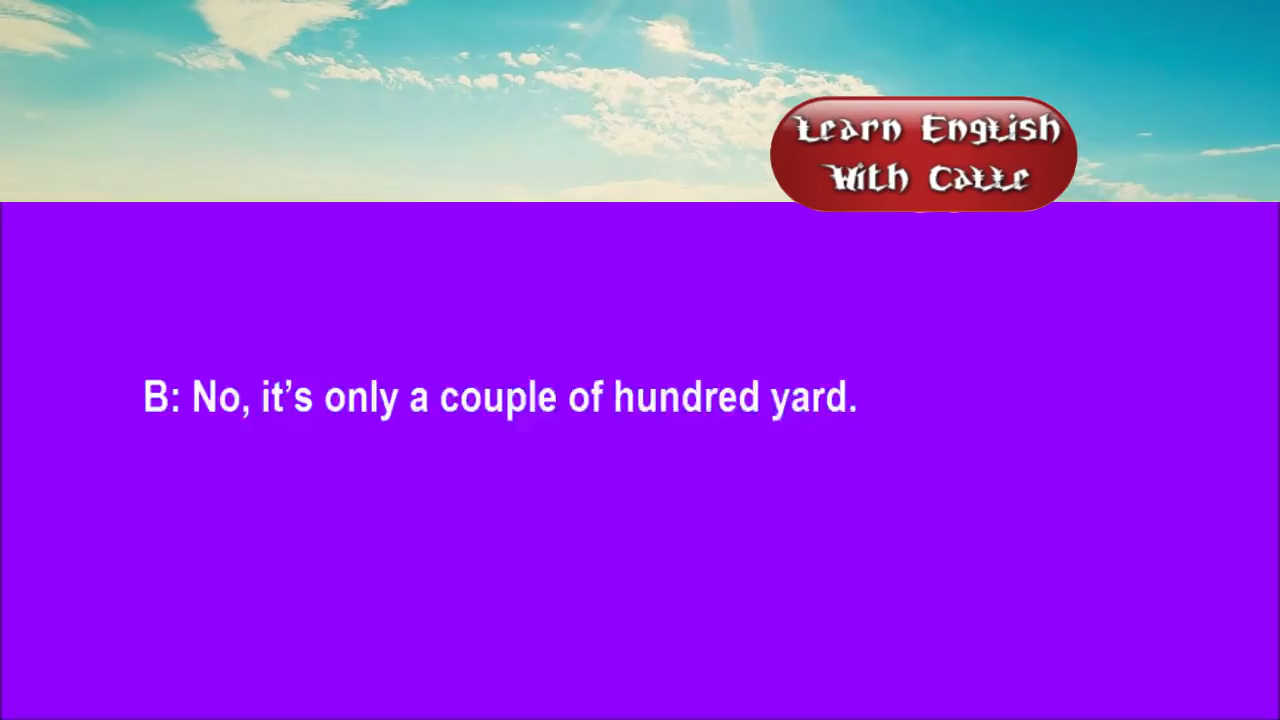 Learn English
With Catte
B: No, it’s only a couple of hundred yard.